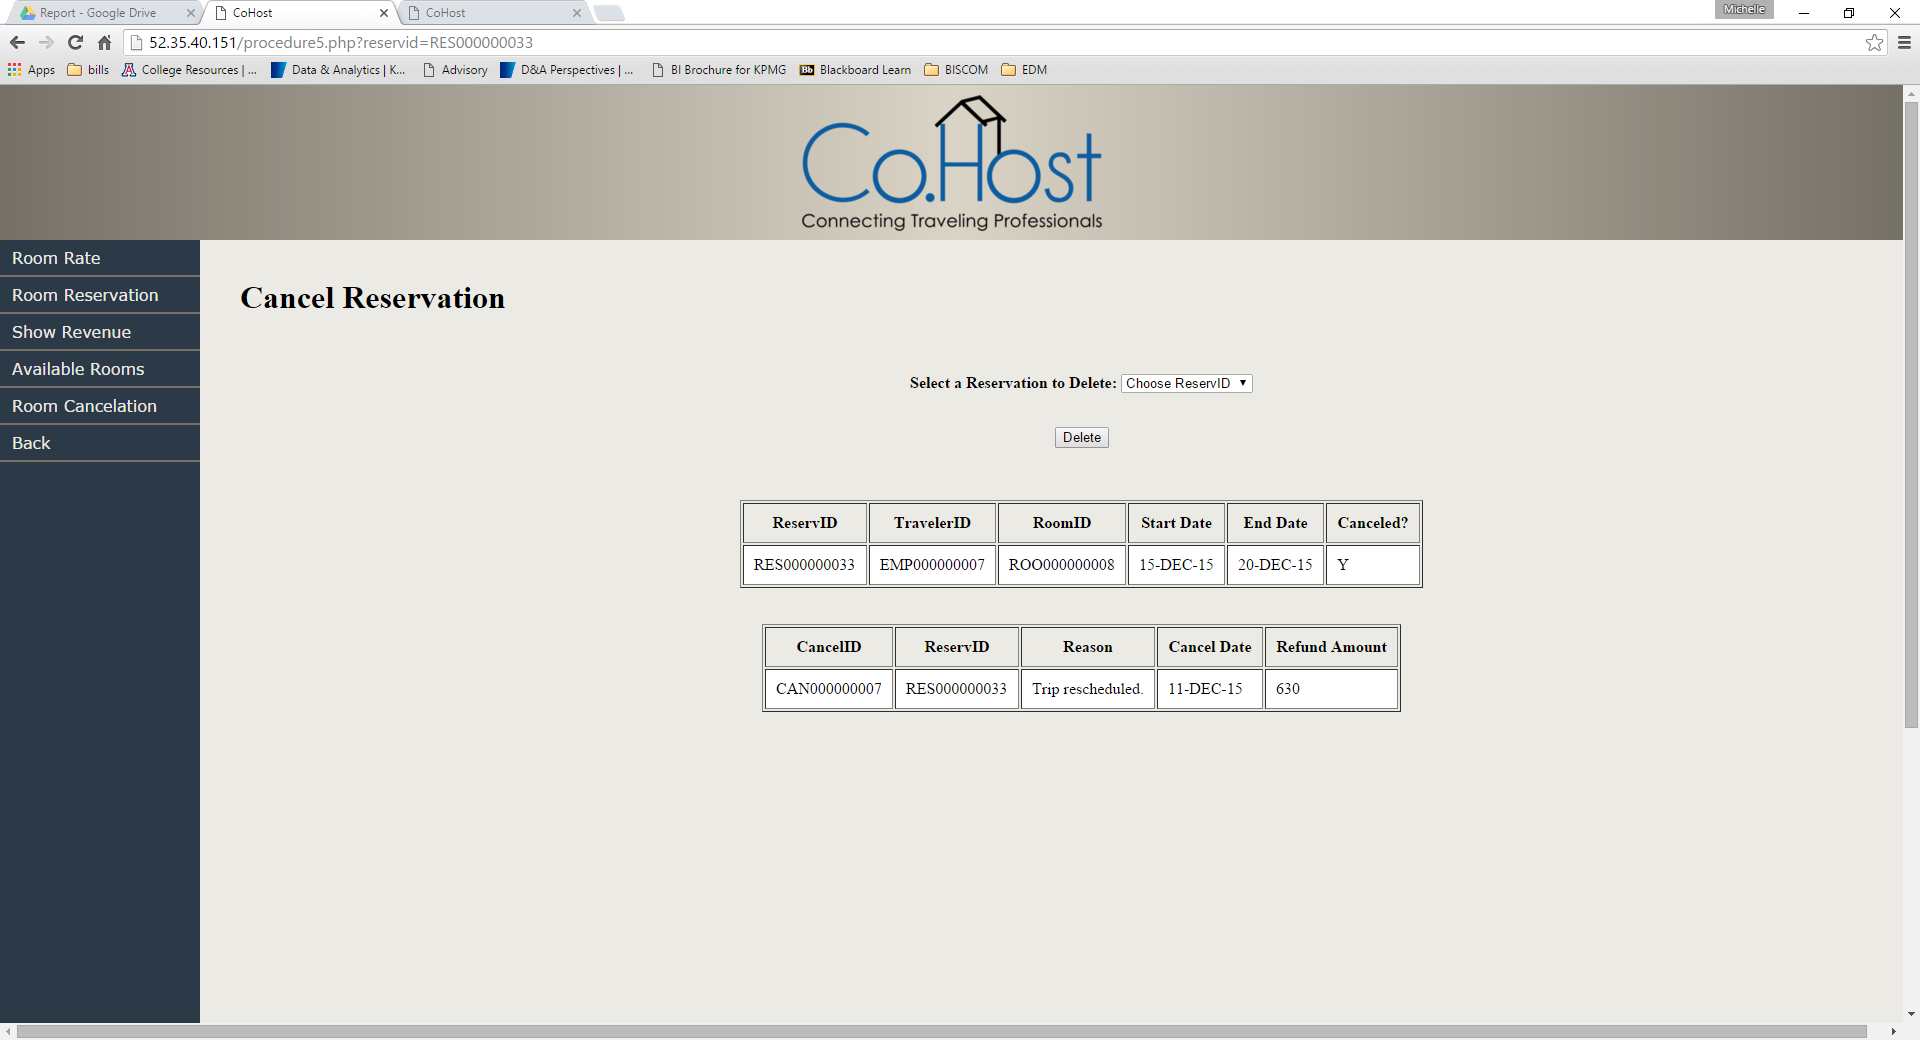 Report - Google Drive
CoHost
CoHost
Michelle
52.35.40.151/procedure5.php?reservid=RES000000033
Apps
bills
College Resources | ...
Data & Analytics | K...
Advisory
D&A Perspectives | ...
BI Brochure for KPMG
Bb
Blackboard Learn
BISCOM
EDM
Co.Host
Connecting Traveling Professionals
Room Rate
Room Reservation
Show Revenue
Available Rooms
Room Cancelation
Back
Cancel Reservation
Select a Reservation to Delete: Choose ReservID
Delete
ReservID TravelerID RoomID Start Date End Date Canceled?
RES000000033 EMP000000007 ROO000000008 15-DEC-15 20-DEC-15 Y
CancelID ReservID Reason Cancel Date Refund Amount
CAN000000007 RES000000033 Trip rescheduled. 11-DEC-15 630